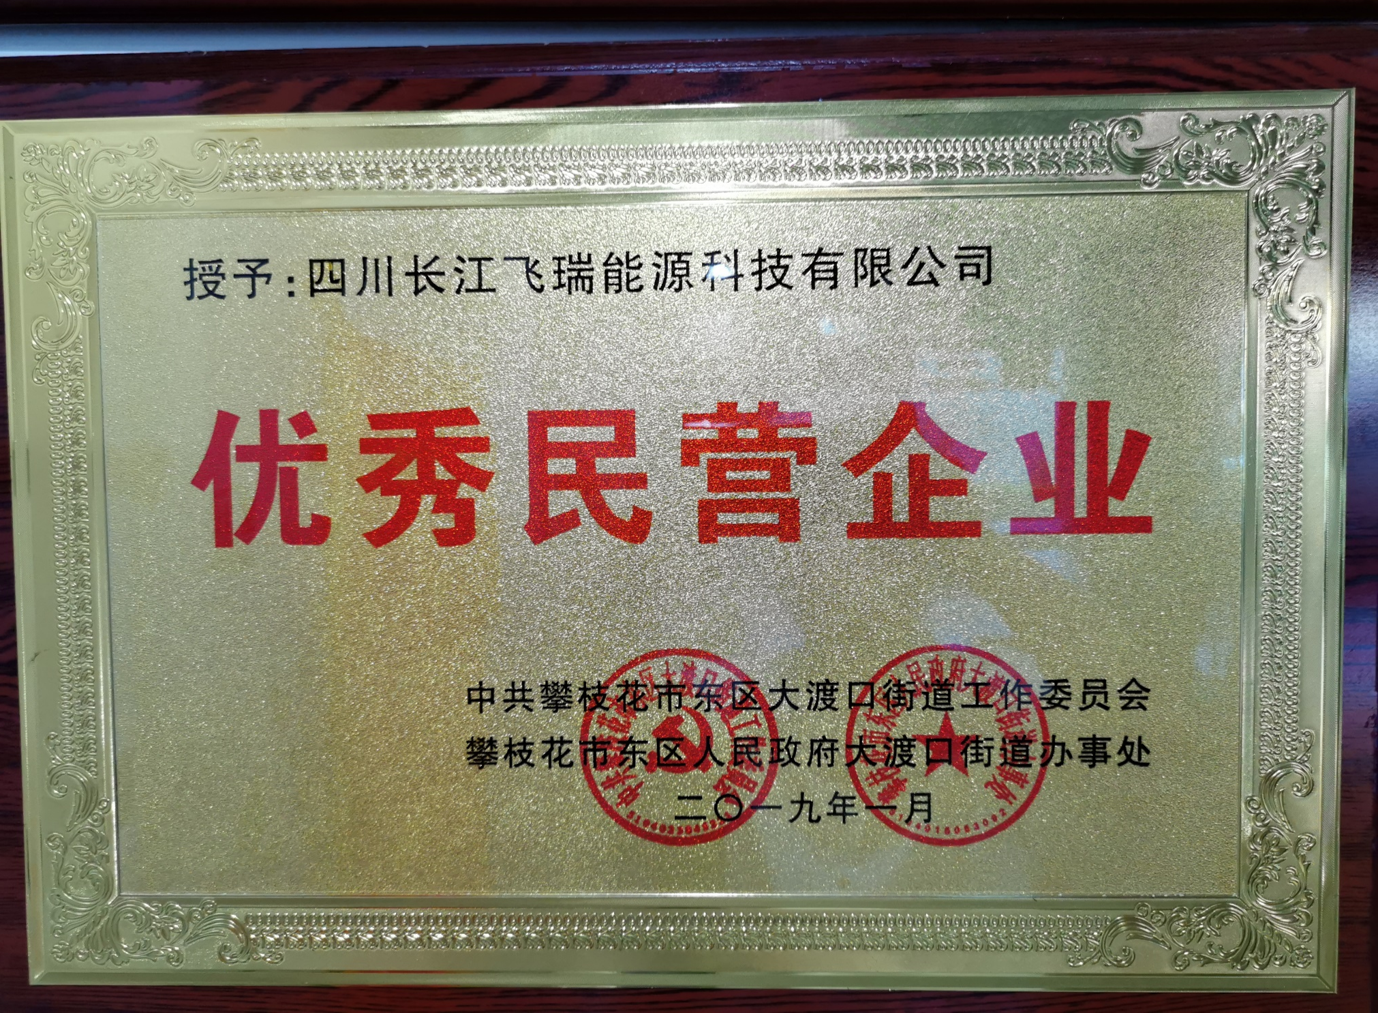 授予:四川长江飞瑞能源科技有限公司
优秀民营企业
中共攀枝花市东区大渡口街道工作委员会
攀枝花市东区人民政府大渡口街道办事处
二〇一九年一月